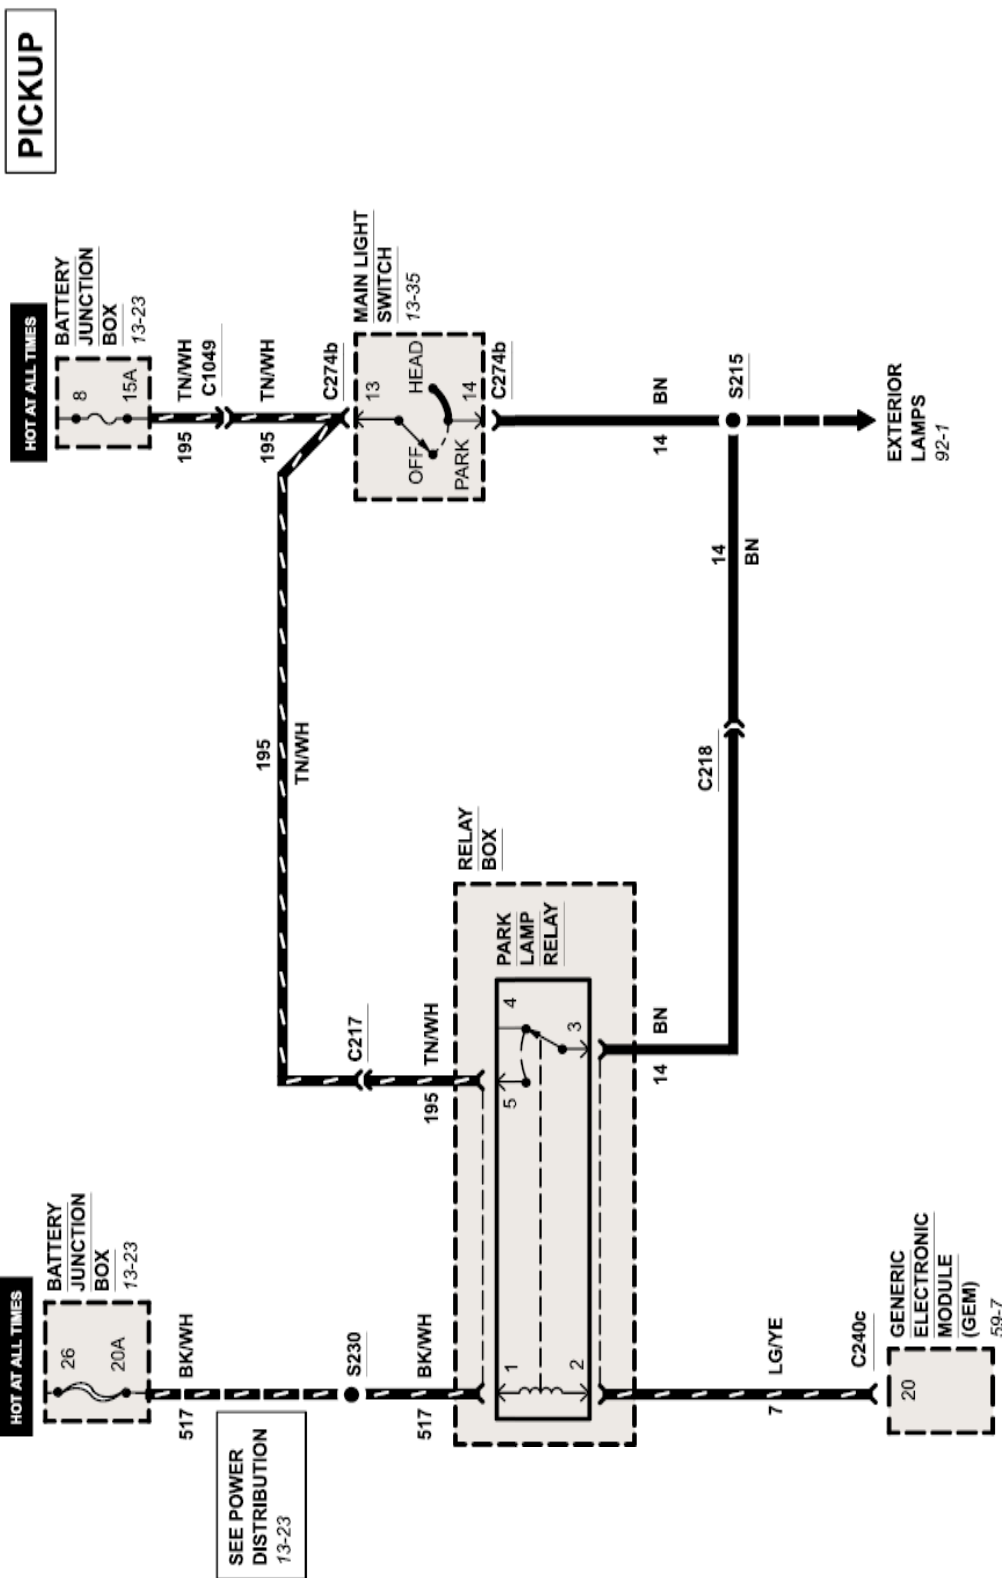 PICKUP
HOT AT ALL TIMES
BATTERY
JUNCTION
BOX
13-23
8
15A
195
TN/WH
C1049
195
TN/WH
C274b
MAIN LIGHT
SWITCH
13-35
13
OFF
HEAD
PARK
14
C274b
14
BN
S215
EXTERIOR
LAMPS
92-1
14
BN
C218
195
TN/WH
C217
195
TN/WH
RELAY
BOX
PARK
LAMP
RELAY
5
4
3
1
2
14
BN
HOT AT ALL TIMES
BATTERY
JUNCTION
BOX
13-23
26
20A
517
BK/WH
SEE POWER
DISTRIBUTION
13-23
S230
517
BK/WH
7
LG/YE
C240c
20
GENERIC
ELECTRONIC
MODULE
(GEM)
59-7